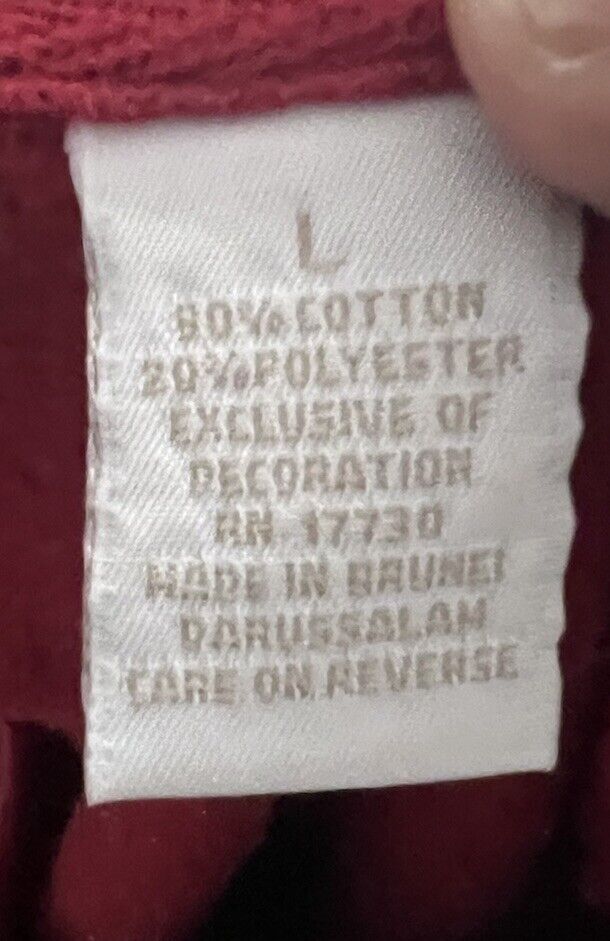 L
80% COTTON
20% POLYESTER
EXCLUSIVE OF
DECORATION
RN 17730
MADE IN BRUNEI
DARUSSALAM
CARE ON REVERSE